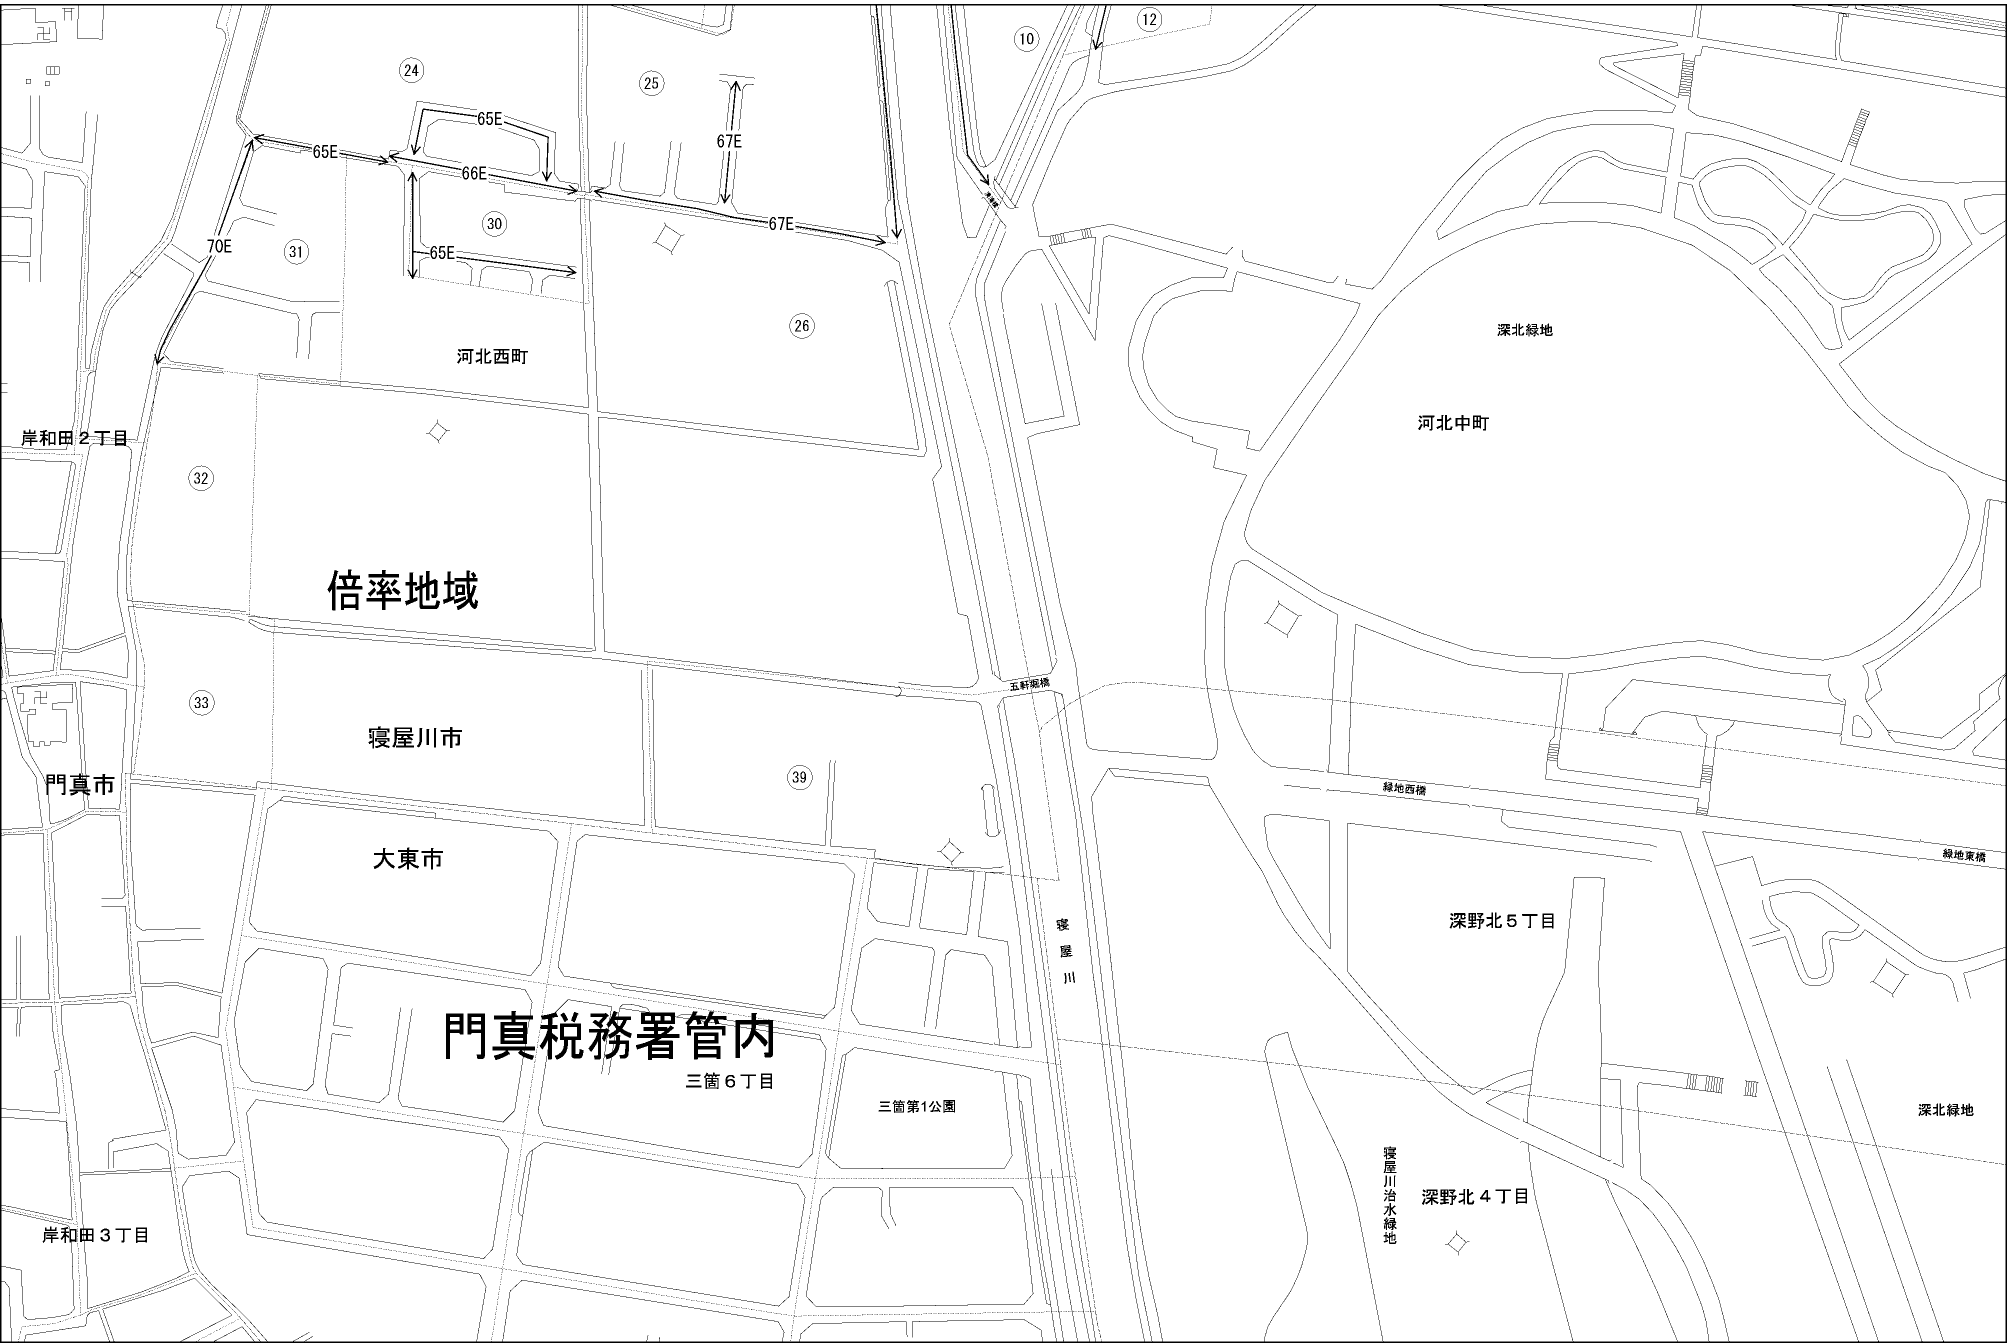 12
10
24
25
65E
67E
65E
66E
30
67E
70E
31
65E
26
深北緑地
河北西町
河北中町
岸和田2丁目
32
倍率地域
五軒堀橋
33
寝屋川市
門真市
39
緑地西橋
大東市
緑地東橋
深野北5丁目
寝屋川
門真税務署管内
三箇6丁目
三箇第1公園
深北緑地
寝屋川治水緑地
深野北4丁目
岸和田3丁目